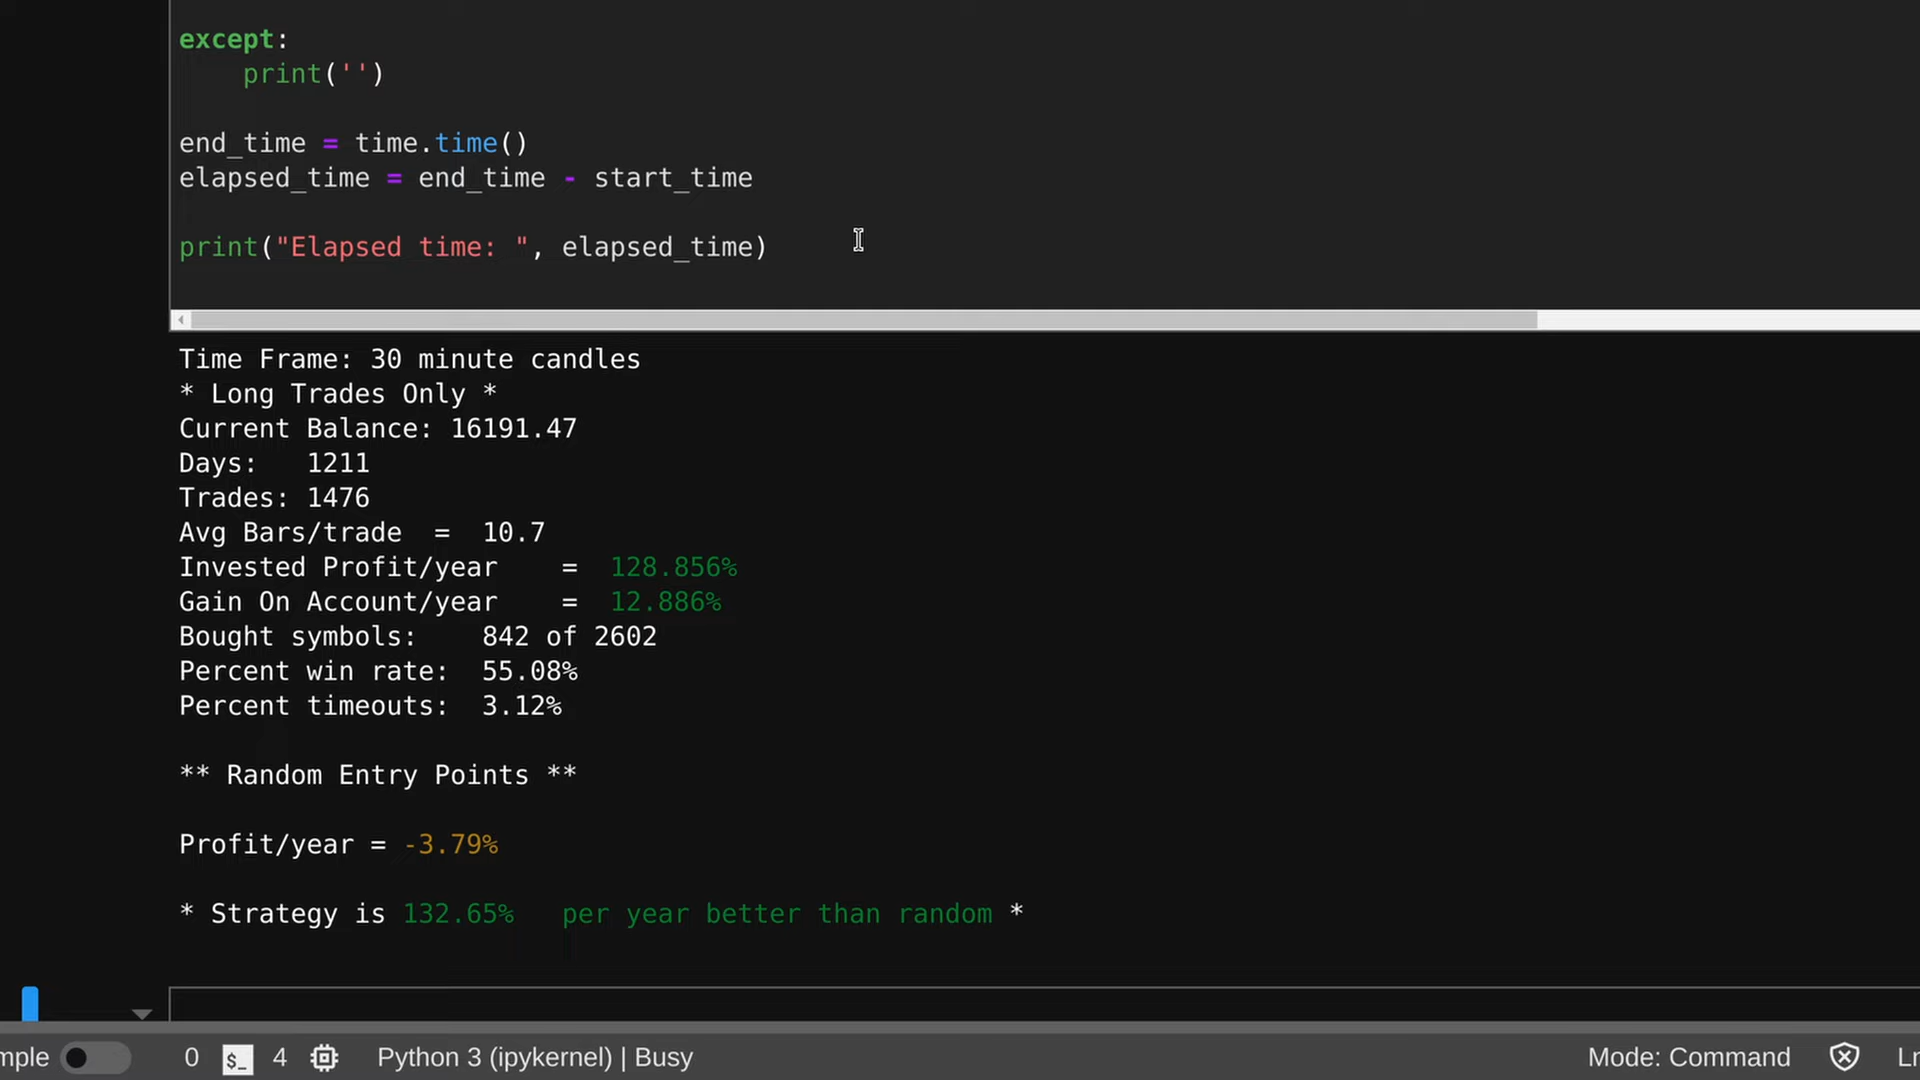 except:
    print('')
end_time = time.time()
elapsed_time = end_time - start_time
print("Elapsed time: ", elapsed_time)
Time Frame: 30 minute candles
* Long Trades Only *
Current Balance: 16191.47
Days:   1211
Trades: 1476
Avg Bars/trade  =  10.7
Invested Profit/year    =  128.856%
Gain On Account/year    =  12.886%
Bought symbols:    842 of 2602
Percent win rate:  55.08%
Percent timeouts:  3.12%
** Random Entry Points **
Profit/year = -3.79%
* Strategy is 132.65%   per year better than random *
mple 0 $_ 4 Python 3 (ipykernel) | Busy Mode: Command Ln